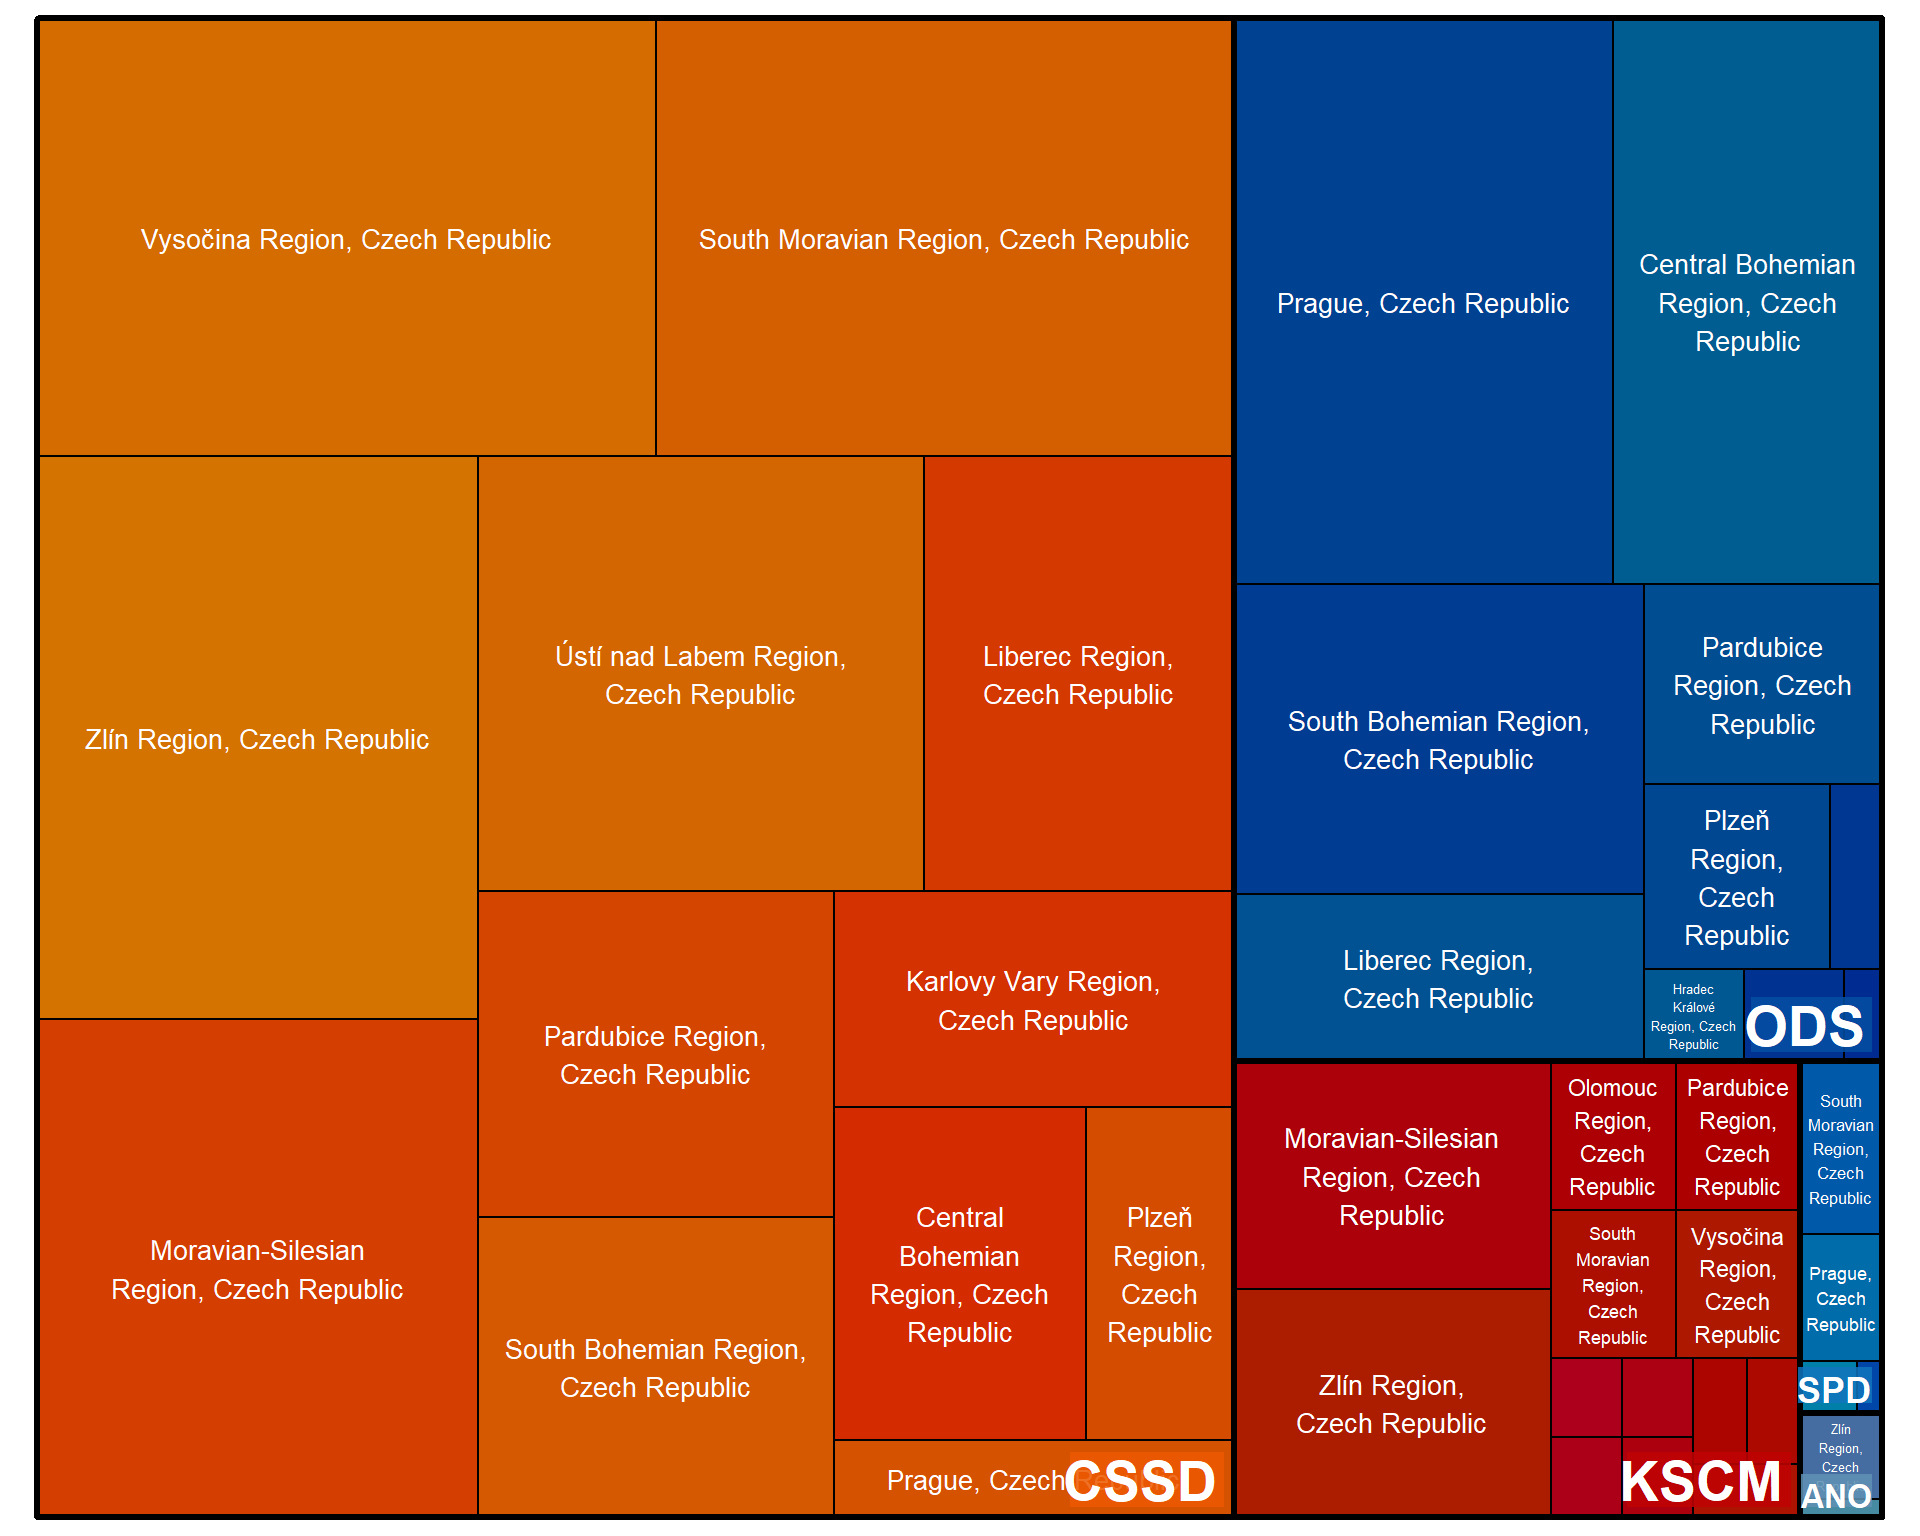 Vysočina Region, Czech Republic
South Moravian Region, Czech Republic
Zlín Region, Czech Republic
Ústí nad Labem Region,
Czech Republic
Liberec Region,
Czech Republic
Moravian-Silesian
Region, Czech Republic
Pardubice Region,
Czech Republic
South Bohemian Region,
Czech Republic
Karlovy Vary Region,
Czech Republic
Central
Bohemian
Region, Czech
Republic
Plzeň
Region,
Czech
Republic
Prague, Czech Republic
CSSD
Prague, Czech Republic
Central Bohemian
Region, Czech
Republic
South Bohemian Region,
Czech Republic
Pardubice
Region, Czech
Republic
Plzeň
Region,
Czech
Republic
Liberec Region,
Czech Republic
Hradec
Králové
Region, Czech
Republic
ODS
Moravian-Silesian
Region, Czech
Republic
Zlín Region,
Czech Republic
Olomouc
Region,
Czech
Republic
Pardubice
Region,
Czech
Republic
South
Moravian
Region,
Czech
Republic
Vysočina
Region,
Czech
Republic
KSCM
South
Moravian
Region,
Czech
Republic
Prague,
Czech
Republic
SPD
Zlín
Region,
Czech
ANO